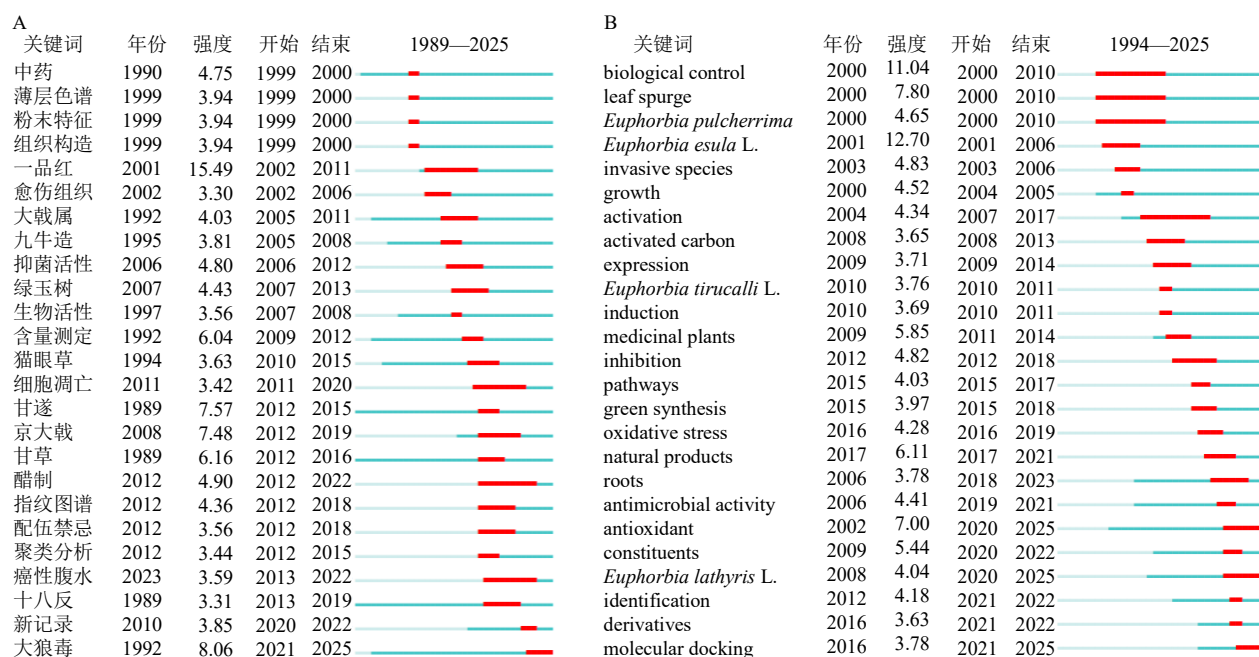 A
关键词 年份 强度 开始 结束 1989—2025
中药 1990 4.75 1999 2000
薄层色谱 1999 3.94 1999 2000
粉末特征 1999 3.94 1999 2000
组织构造 1999 3.94 1999 2000
一品红 2001 15.49 2002 2011
愈伤组织 2002 3.30 2002 2006
大戟属 1992 4.03 2005 2011
九牛造 1995 3.81 2005 2008
抑菌活性 2006 4.80 2006 2012
绿玉树 2007 4.43 2007 2013
生物活性 1997 3.56 2007 2008
含量测定 1992 6.04 2009 2012
猫眼草 1994 3.63 2010 2015
细胞凋亡 2011 3.42 2011 2020
甘遂 1989 7.57 2012 2015
京大戟 2008 7.48 2012 2019
甘草 1989 6.16 2012 2016
醋制 2012 4.90 2012 2022
指纹图谱 2012 4.36 2012 2018
配伍禁忌 2012 3.56 2012 2018
聚类分析 2012 3.44 2012 2015
癌性腹水 2023 3.59 2013 2022
十八反 1989 3.31 2013 2019
新记录 2010 3.85 2020 2022
大狼毒 1992 8.06 2021 2025
B
关键词 年份 强度 开始 结束 1994—2025
biological control 2000 11.04 2000 2010
leaf spurge 2000 7.80 2000 2010
Euphorbia pulcherrima 2000 4.65 2000 2010
Euphorbia esula L. 2001 12.70 2001 2006
invasive species 2003 4.83 2003 2006
growth 2000 4.52 2004 2005
activation 2004 4.34 2007 2017
activated carbon 2008 3.65 2008 2013
expression 2009 3.71 2009 2014
Euphorbia tirucalli L. 2010 3.76 2010 2011
induction 2010 3.69 2010 2011
medicinal plants 2009 5.85 2011 2014
inhibition 2012 4.82 2012 2018
pathways 2015 4.03 2015 2017
green synthesis 2015 3.97 2015 2018
oxidative stress 2016 4.28 2016 2019
natural products 2017 6.11 2017 2021
roots 2006 3.78 2018 2023
antimicrobial activity 2006 4.41 2019 2021
antioxidant 2002 7.00 2020 2025
constituents 2009 5.44 2020 2022
Euphorbia lathyris L. 2008 4.04 2020 2025
identification 2012 4.18 2021 2022
derivatives 2016 3.63 2021 2022
molecular docking 2016 3.78 2021 2025